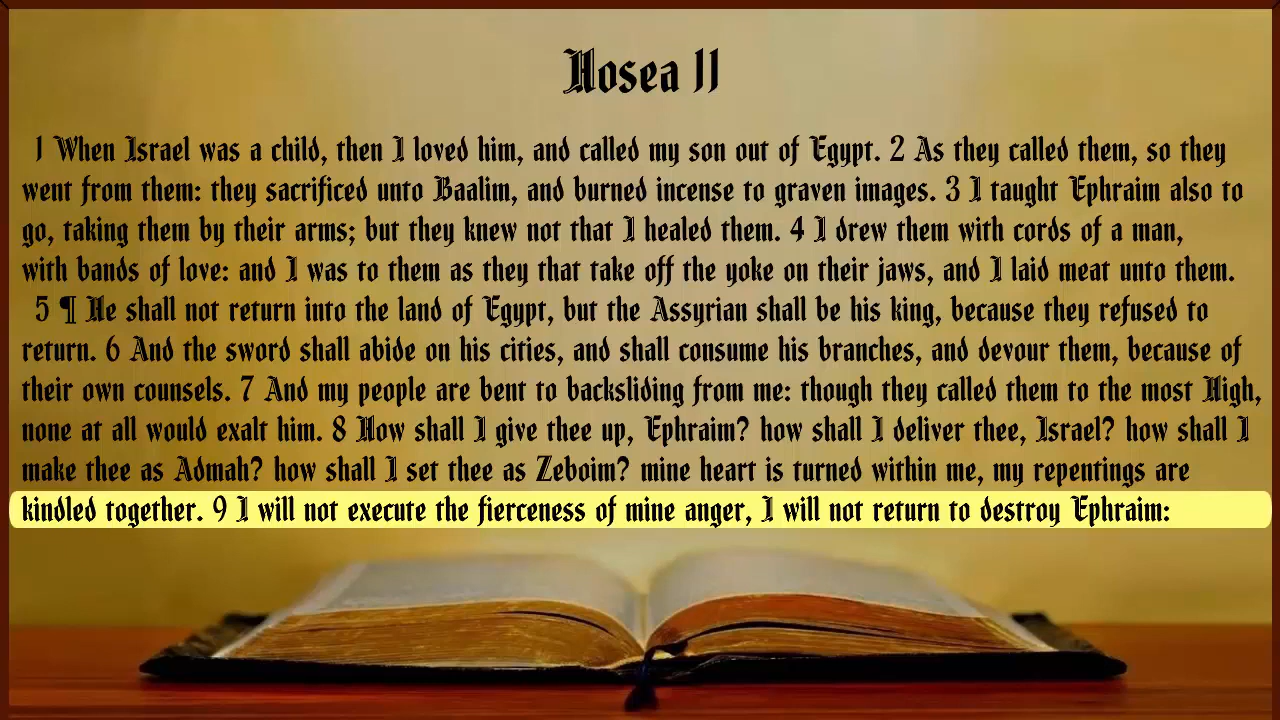 Hosea 11
1 When Israel was a child, then I loved him, and called my son out of Egypt. 2 As they called them, so they
went from them: they sacrificed unto Baalim, and burned incense to graven images. 3 I taught Ephraim also to
go, taking them by their arms; but they knew not that I healed them. 4 I drew them with cords of a man,
with bands of love: and I was to them as they that take off the yoke on their jaws, and I laid meat unto them.
5 ¶ He shall not return into the land of Egypt, but the Assyrian shall be his king, because they refused to
return. 6 And the sword shall abide on his cities, and shall consume his branches, and devour them, because of
their own counsels. 7 And my people are bent to backsliding from me: though they called them to the most High,
none at all would exalt him. 8 How shall I give thee up, Ephraim? how shall I deliver thee, Israel? how shall I
make thee as Admah? how shall I set thee as Zeboim? mine heart is turned within me, my repentings are
kindled together. 9 I will not execute the fierceness of mine anger, I will not return to destroy Ephraim: